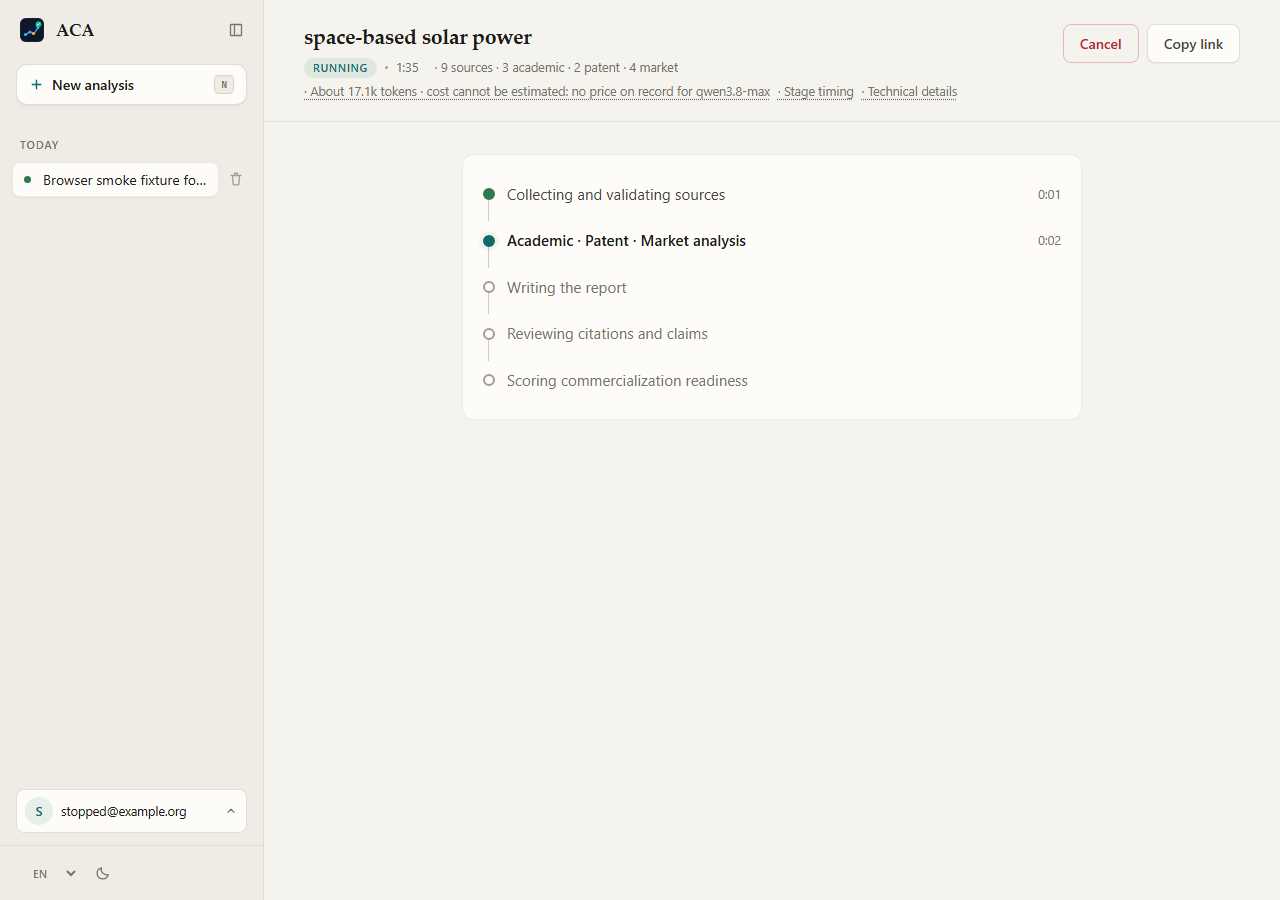 ACA
New analysis
N
TODAY
Browser smoke fixture fo...
stopped@example.org
S
EN
space-based solar power
RUNNING • 1:35 · 9 sources · 3 academic · 2 patent · 4 market
· About 17.1k tokens · cost cannot be estimated: no price on record for qwen3.8-max · Stage timing · Technical details
Cancel
Copy link
Collecting and validating sources 0:01
Academic · Patent · Market analysis 0:02
Writing the report
Reviewing citations and claims
Scoring commercialization readiness